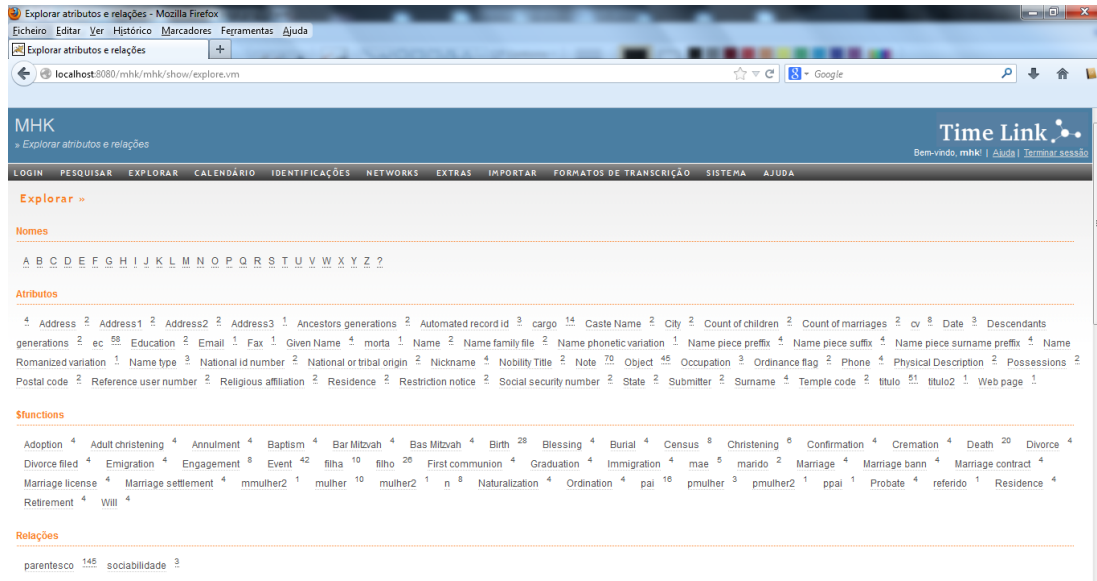 Explorar atributos e relações - Mozilla Firefox
Ficheiro Editar Ver Histórico Marcadores Ferramentas Ajuda
Explorar atributos e relações +
localhost:8080/mhk/mhk/show/explore.vm Google
MHK
» Explorar atributos e relações
Time Link
Bem-vindo, mhk! | Ajuda | Terminar sessão
LOGIN PESQUISAR EXPLORAR CALENDÁRIO IDENTIFICAÇÕES NETWORKS EXTRAS IMPORTAR FORMATOS DE TRANSCRIÇÃO SISTEMA AJUDA
Explorar »
Nomes
A B C D E F G H I J K L M N O P Q R S T U V W X Y Z ?
Atributos
4 Address 2 Address1 2 Address2 2 Address3 1 Ancestors generations 2 Automated record id 3 cargo 14 Caste Name 2 City 2 Count of children 2 Count of marriages 2 cv 8 Date 3 Descendants
generations 2 ec 58 Education 2 Email 1 Fax 1 Given Name 4 morta 1 Name 2 Name family file 2 Name phonetic variation 1 Name piece preffix 4 Name piece suffix 4 Name piece surname preffix 4 Name
Romanized variation 1 Name type 3 National id number 2 National or tribal origin 2 Nickname 4 Nobility Title 2 Note 70 Object 45 Occupation 3 Ordinance flag 2 Phone 4 Physical Description 2 Possessions 2
Postal code 2 Reference user number 2 Religious affiliation 2 Residence 2 Restriction notice 2 Social security number 2 State 2 Submitter 2 Surname 4 Temple code 2 titulo 51 titulo2 1 Web page 1
$functions
Adoption 4 Adult christening 4 Annulment 4 Baptism 4 Bar Mitzvah 4 Bas Mitzvah 4 Birth 28 Blessing 4 Burial 4 Census 8 Christening 6 Confirmation 4 Cremation 4 Death 20 Divorce 4
Divorce filed 4 Emigration 4 Engagement 8 Event 42 filha 10 filho 26 First communion 4 Graduation 4 Immigration 4 mae 5 marido 2 Marriage 4 Marriage bann 4 Marriage contract 4
Marriage license 4 Marriage settlement 4 mmulher2 1 mulher 10 mulher2 1 n 8 Naturalization 4 Ordination 4 pai 16 pmulher 3 pmulher2 1 ppai 1 Probate 4 referido 1 Residence 4
Retirement 4 Will 4
Relações
parentesco 145 sociabilidade 3